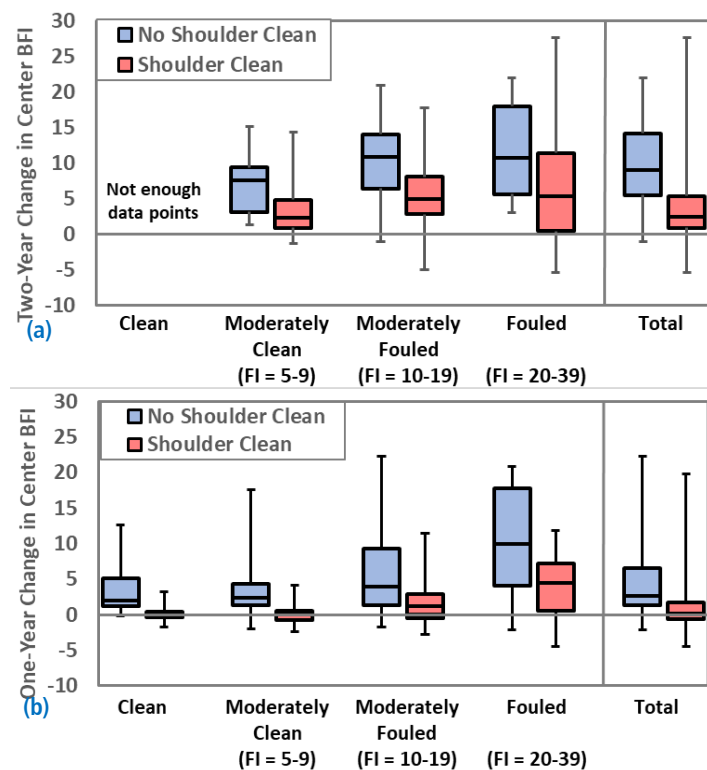 Two-Year Change in Center BFI
30
25
20
15
10
5
0
-5
-10
No Shoulder Clean
Shoulder Clean
Not enough
data points
(a)
Clean
Moderately
Clean
(FI = 5-9)
Moderately
Fouled
(FI = 10-19)
Fouled
(FI = 20-39)
Total
One-Year Change in Center BFI
30
25
20
15
10
5
0
-5
-10
No Shoulder Clean
Shoulder Clean
(b)
Clean
Moderately
Clean
(FI = 5-9)
Moderately
Fouled
(FI = 10-19)
Fouled
(FI = 20-39)
Total